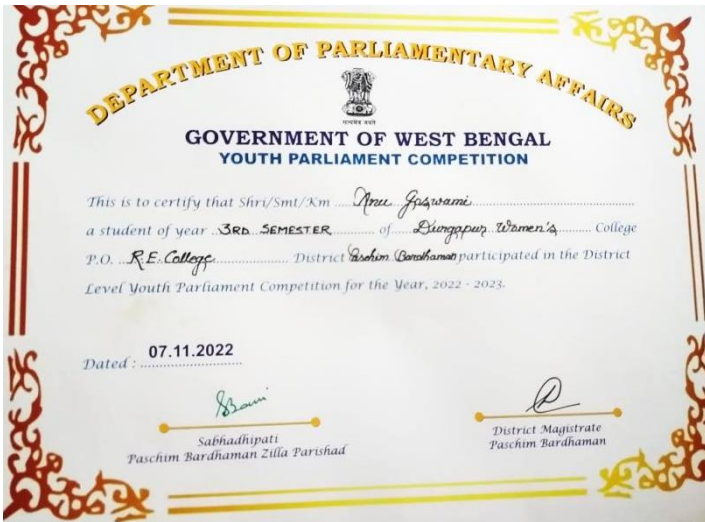 DEPARTMENT OF PARLIAMENTARY AFFAIRS
सत्यमेव जयते
GOVERNMENT OF WEST BENGAL
YOUTH PARLIAMENT COMPETITION
This is to certify that Shri/Smt/Km ..... Anu Goswami .....
a student of year ..3RD SEMESTER.......... of ....Durgapur Women's......... College
P.O. ...R.E. College................. District Paschim Bardhaman participated in the District
Level Youth Parliament Competition for the Year, 2022 - 2023.
Dated : 07.11.2022
Sabhadhipati
Paschim Bardhaman Zilla Parishad
District Magistrate
Paschim Bardhaman